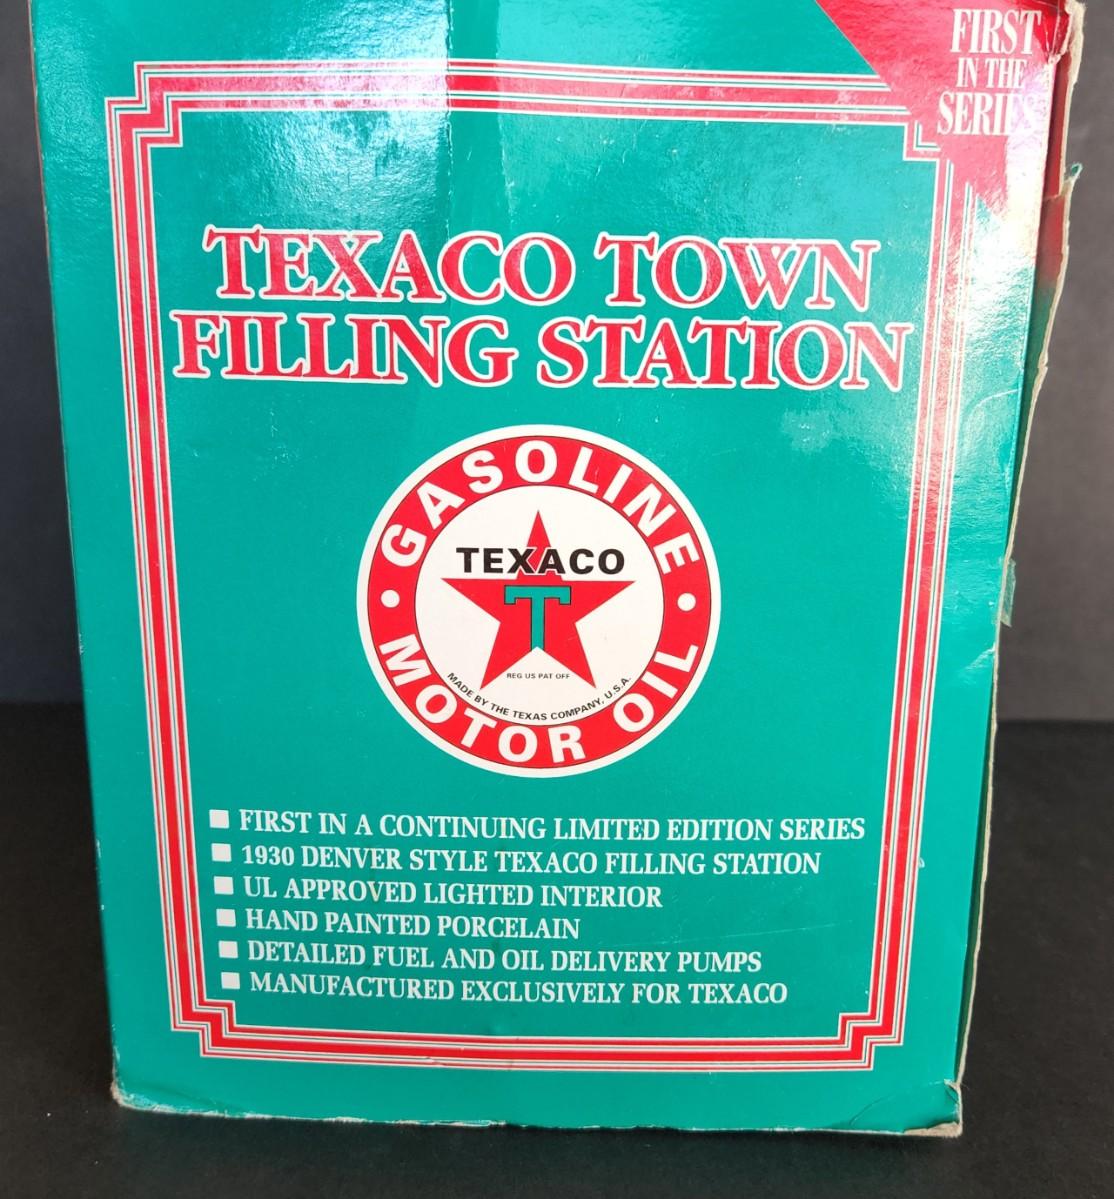 FIRST
IN THE
SERIES
TEXACO TOWN
FILLING STATION
GASOLINE
TEXACO
T
REG US PAT OFF
MADE BY THE TEXAS COMPANY, U.S.A.
MOTOR OIL
FIRST IN A CONTINUING LIMITED EDITION SERIES
1930 DENVER STYLE TEXACO FILLING STATION
UL APPROVED LIGHTED INTERIOR
HAND PAINTED PORCELAIN
DETAILED FUEL AND OIL DELIVERY PUMPS
MANUFACTURED EXCLUSIVELY FOR TEXACO